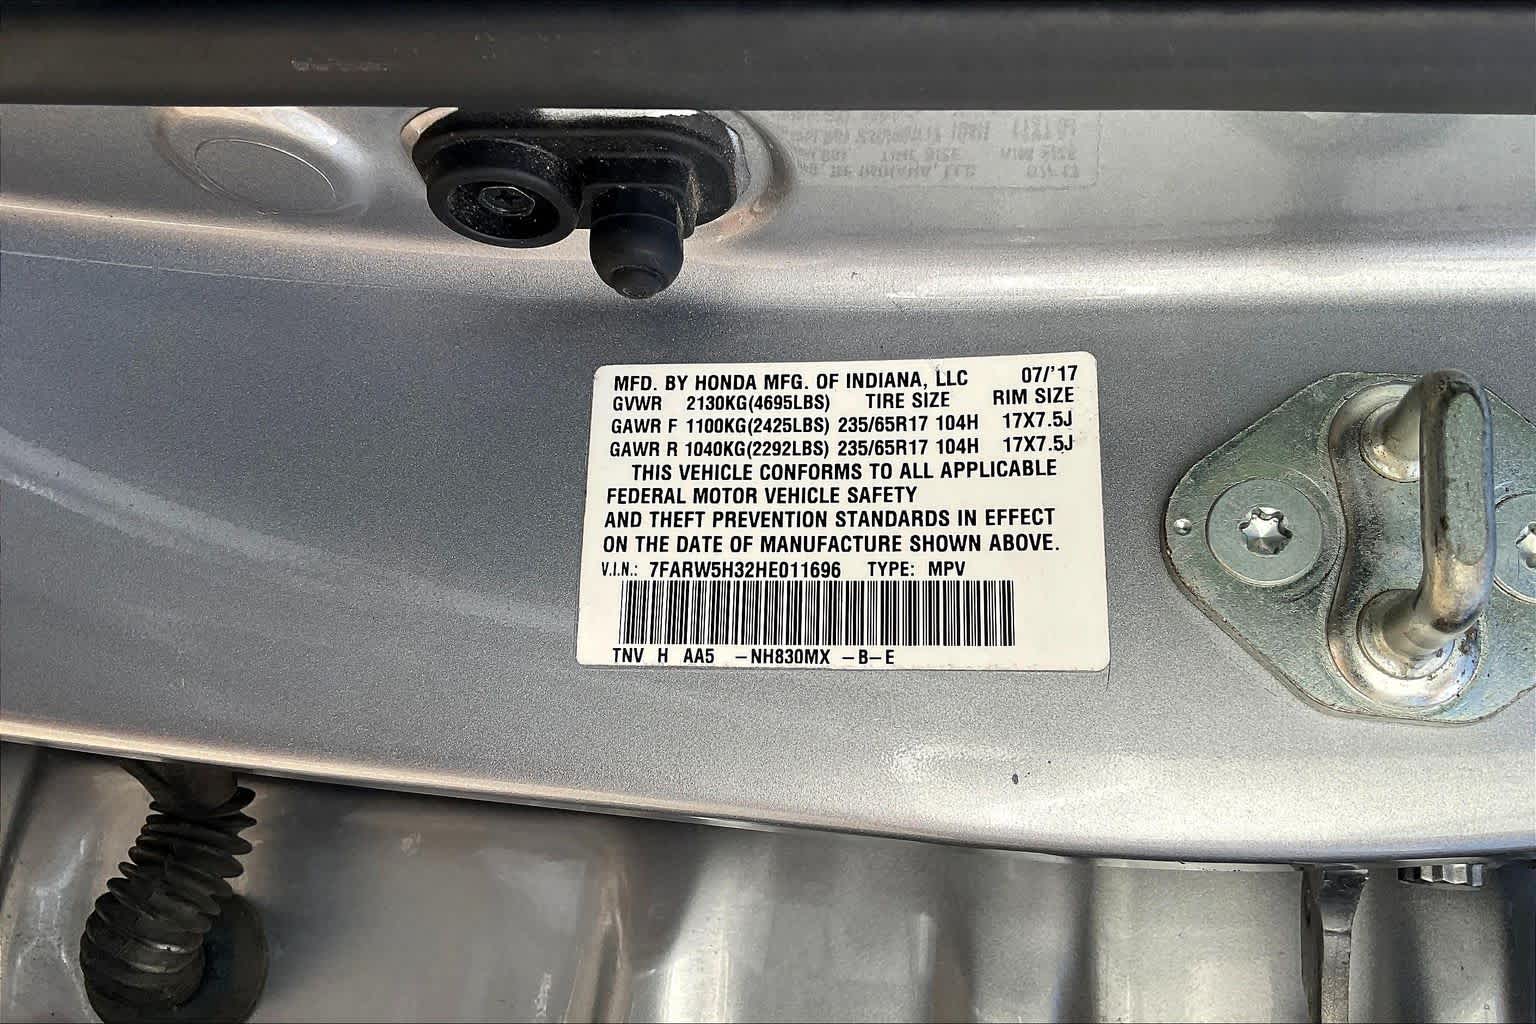 MFD. BY HONDA MFG. OF INDIANA, LLC 07/'17
GVWR 2130KG(4695LBS) TIRE SIZE RIM SIZE
GAWR F 1100KG(2425LBS) 235/65R17 104H 17X7.5J
GAWR R 1040KG(2292LBS) 235/65R17 104H 17X7.5J
THIS VEHICLE CONFORMS TO ALL APPLICABLE
FEDERAL MOTOR VEHICLE SAFETY
AND THEFT PREVENTION STANDARDS IN EFFECT
ON THE DATE OF MANUFACTURE SHOWN ABOVE.
V.I.N.: 7FARW5H32HE011696 TYPE: MPV
TNV H AA5 -NH830MX -B-E